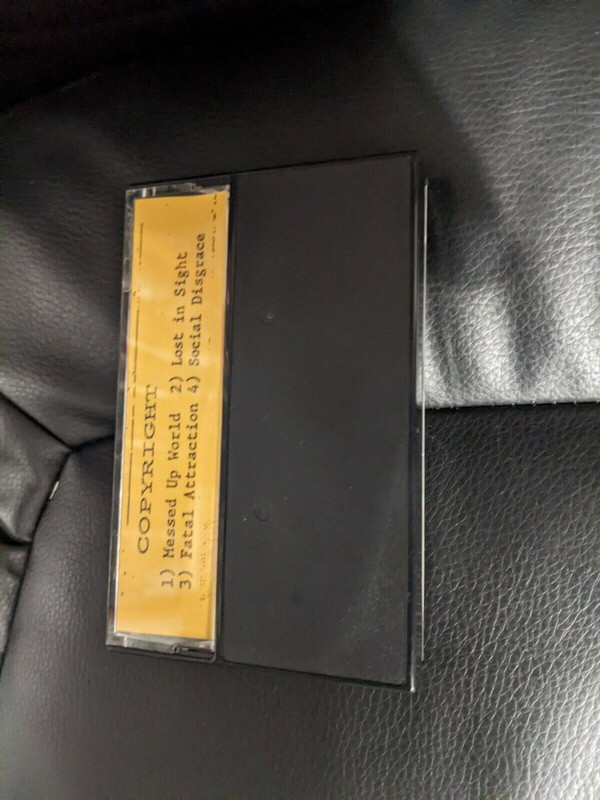 COPYRIGHT
1) Messed Up World 2) Lost in Sight
3) Fatal Attraction 4) Social Disgrace